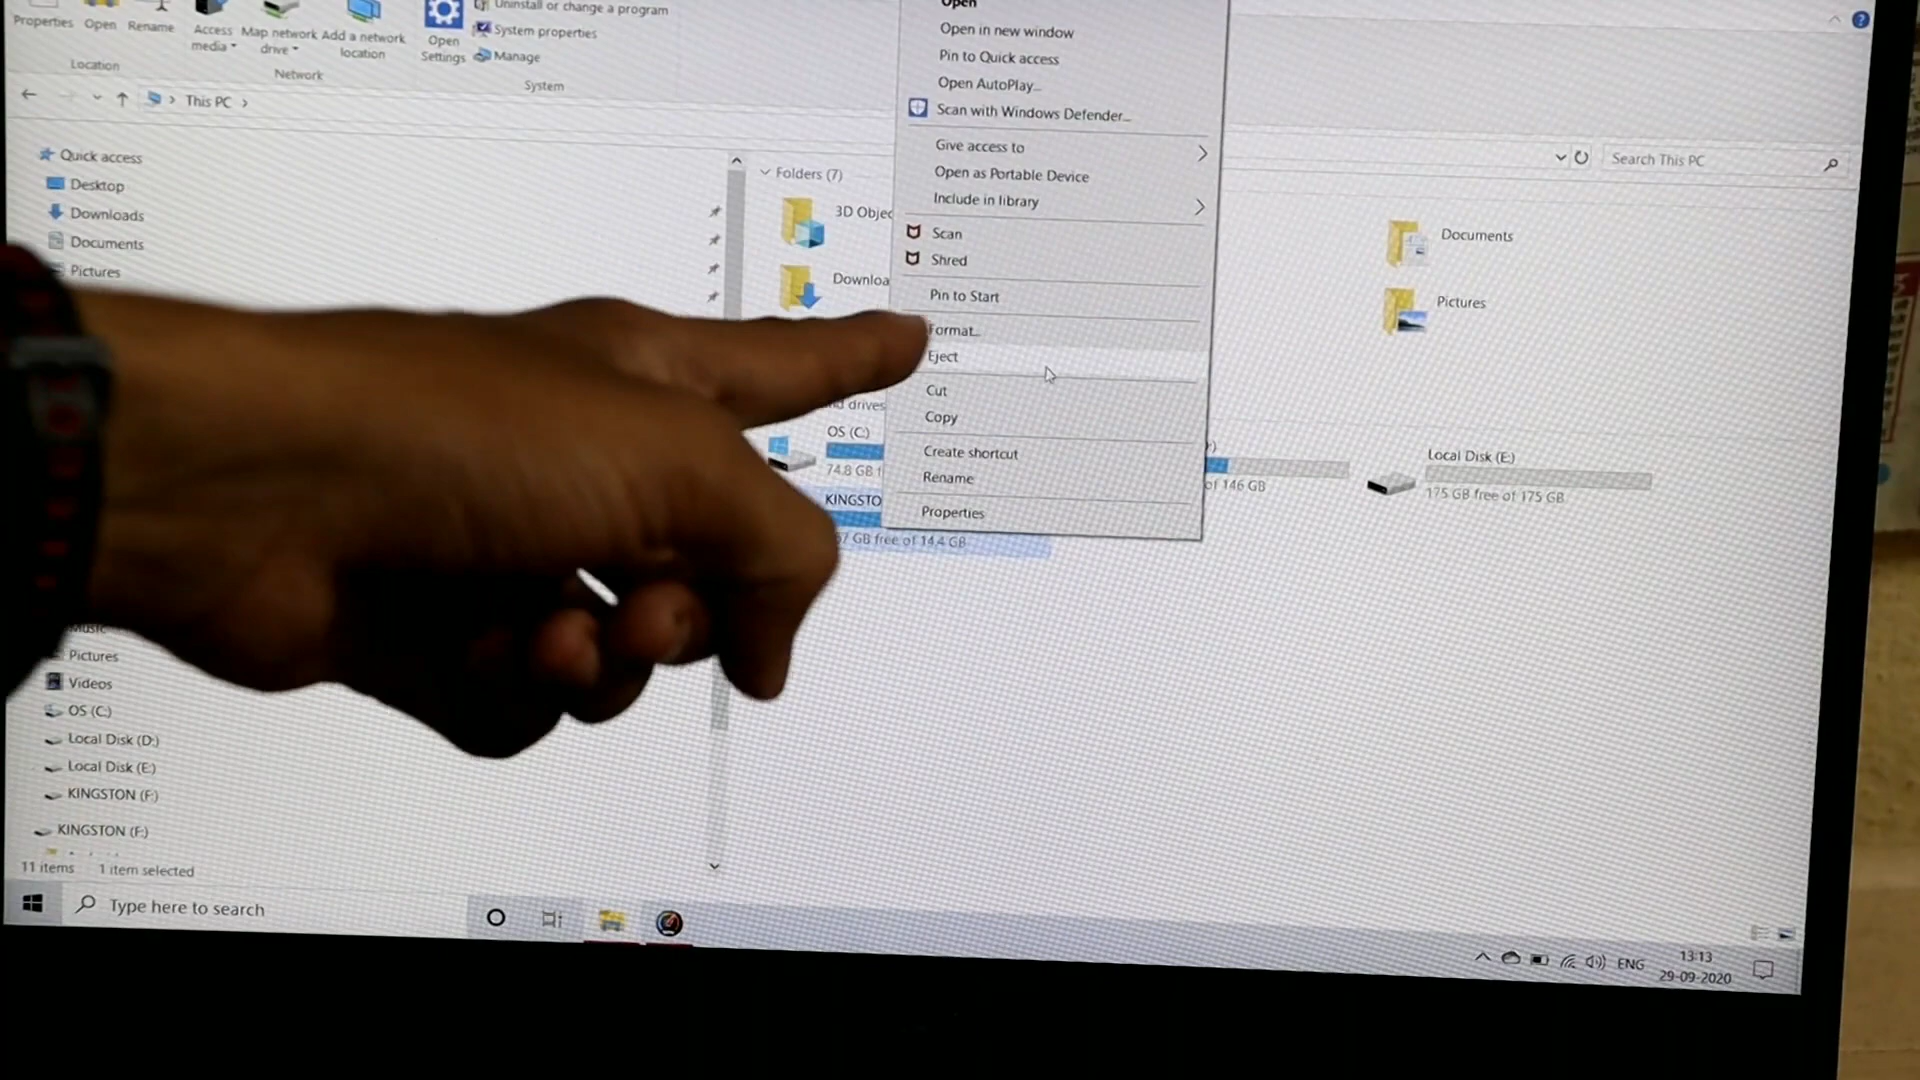 Properties
Open
Rename
Access
media
Map network
drive
Add a network
location
Open
Settings
Uninstall or change a program
System properties
Manage
Location
Network
System
This PC
Search This PC
Quick access
Desktop
Downloads
Documents
Pictures
Music
Pictures
Videos
OS (C:)
Local Disk (D:)
Local Disk (E:)
KINGSTON (F:)
KINGSTON (F:)
11 items
1 item selected
Folders (7)
3D Objec
Downloa
Documents
Pictures
nd drives
OS (C:)
74.8 GB f
KINGSTO
GB free of 14.4 GB
of 146 GB
Local Disk (E:)
175 GB free of 175 GB
Open
Open in new window
Pin to Quick access
Open AutoPlay...
Scan with Windows Defender...
Give access to
Open as Portable Device
Include in library
Scan
Shred
Pin to Start
Format...
Eject
Cut
Copy
Create shortcut
Rename
Properties
Type here to search
ENG
13:13
29-09-2020